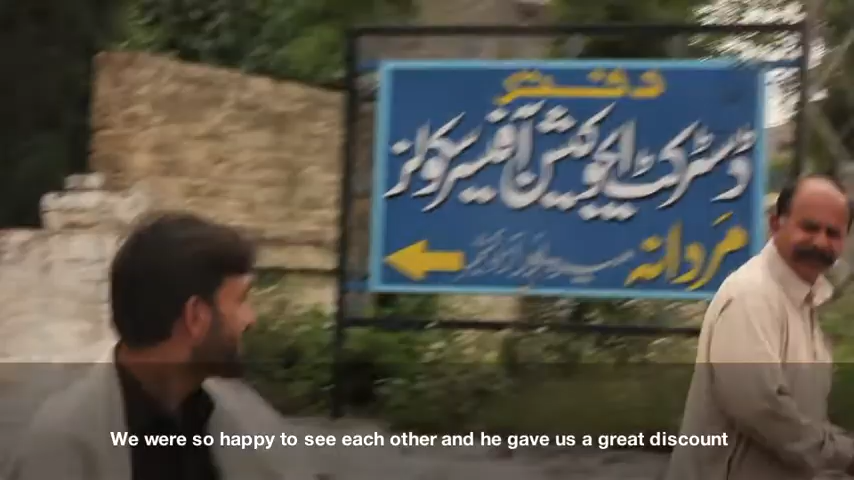 دفتر
ڈسٹرکٹ ایجوکیشن آفیسر سکولز
مردانہ
We were so happy to see each other and he gave us a great discount